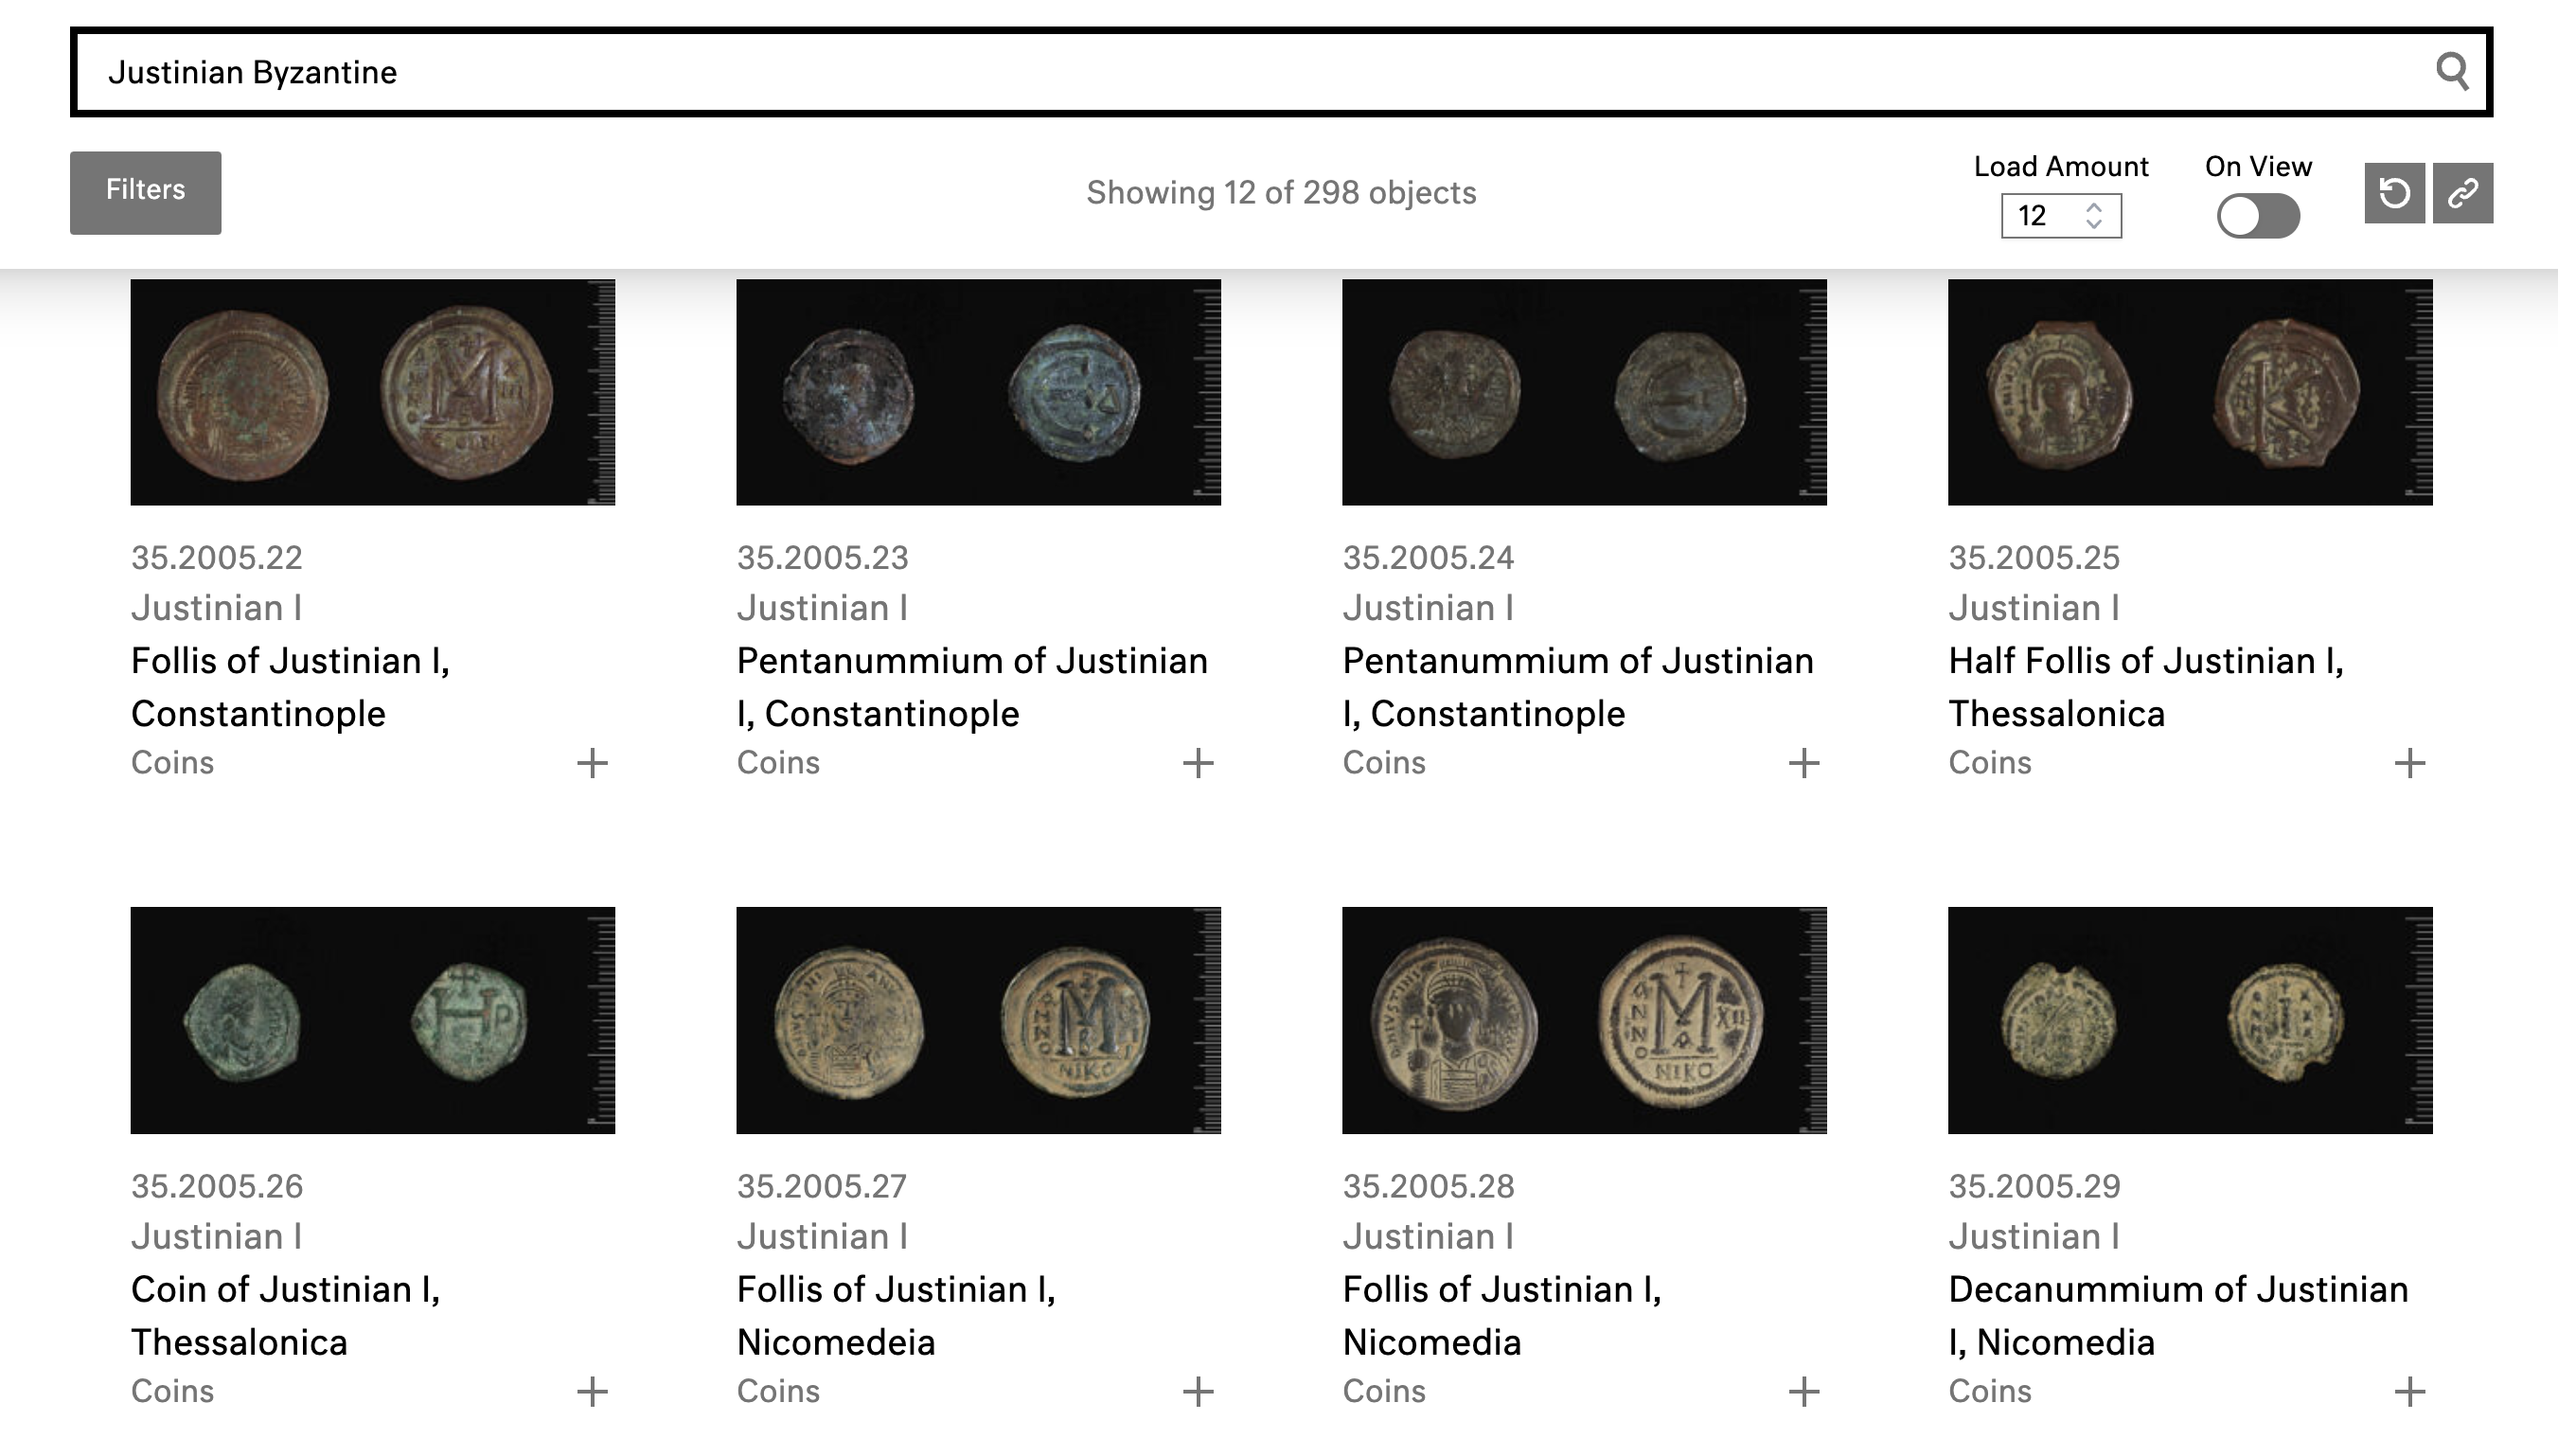 Justinian Byzantine
Filters
Showing 12 of 298 objects
Load Amount
12
On View
35.2005.22
Justinian I
Follis of Justinian I,
Constantinople
Coins
35.2005.23
Justinian I
Pentanummium of Justinian
I, Constantinople
Coins
35.2005.24
Justinian I
Pentanummium of Justinian
I, Constantinople
Coins
35.2005.25
Justinian I
Half Follis of Justinian I,
Thessalonica
Coins
M
K
H P
M
NIKO
ANNO
M
XII
NIKO
35.2005.26
Justinian I
Coin of Justinian I,
Thessalonica
Coins
35.2005.27
Justinian I
Follis of Justinian I,
Nicomedeia
Coins
35.2005.28
Justinian I
Follis of Justinian I,
Nicomedia
Coins
35.2005.29
Justinian I
Decanummium of Justinian
I, Nicomedia
Coins